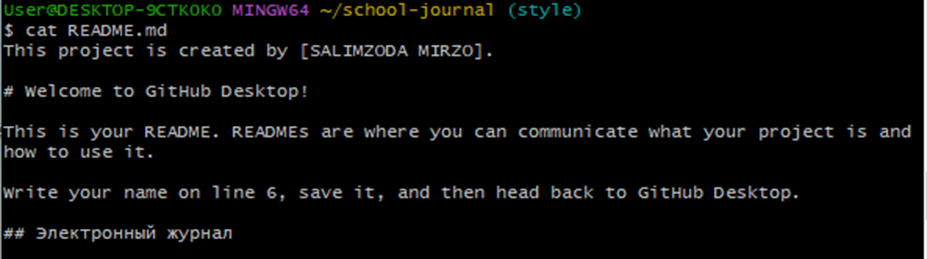 User@DESKTOP-9CTKOKO MINGW64 ~/school-journal (style)
$ cat README.md
This project is created by [SALIMZODA MIRZO].
# Welcome to GitHub Desktop!
This is your README. READMEs are where you can communicate what your project is and
how to use it.
Write your name on line 6, save it, and then head back to GitHub Desktop.
## Электронный журнал